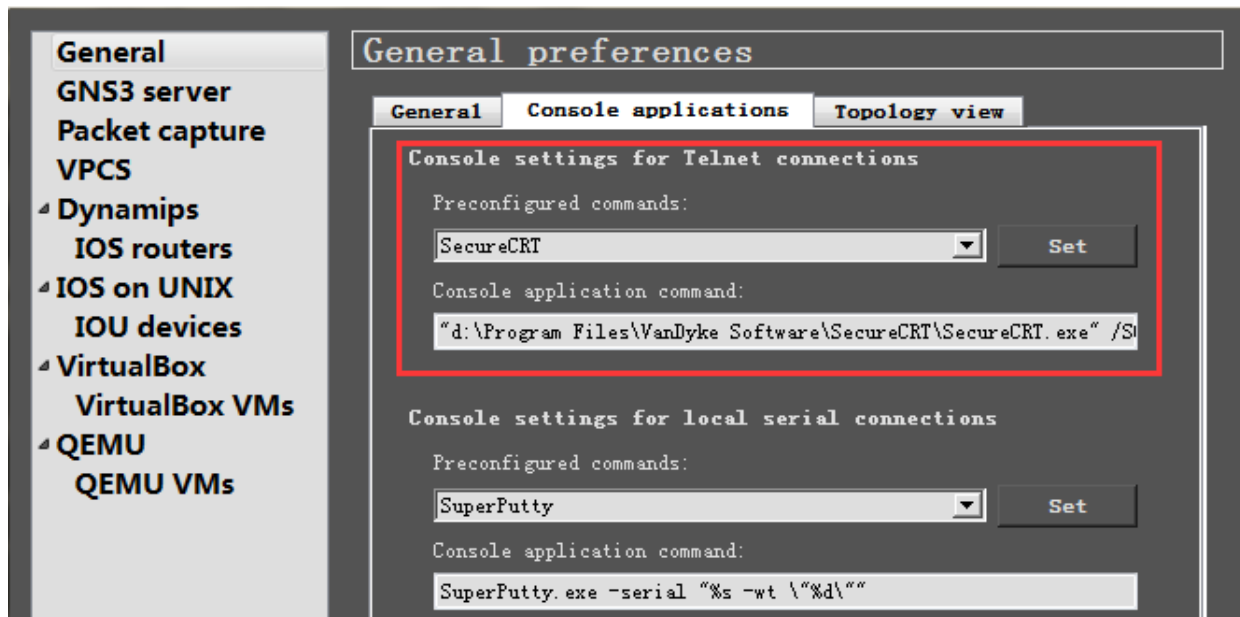 General
GNS3 server
Packet capture
VPCS
Dynamips
IOS routers
IOS on UNIX
IOU devices
VirtualBox
VirtualBox VMs
QEMU
QEMU VMs
General preferences
General Console applications Topology view
Console settings for Telnet connections
Preconfigured commands:
SecureCRT Set
Console application command:
"d:\Program Files\VanDyke Software\SecureCRT\SecureCRT.exe"
Console settings for local serial connections
Preconfigured commands:
SuperPutty Set
Console application command:
SuperPutty.exe -serial "%s -wt \"%d\""